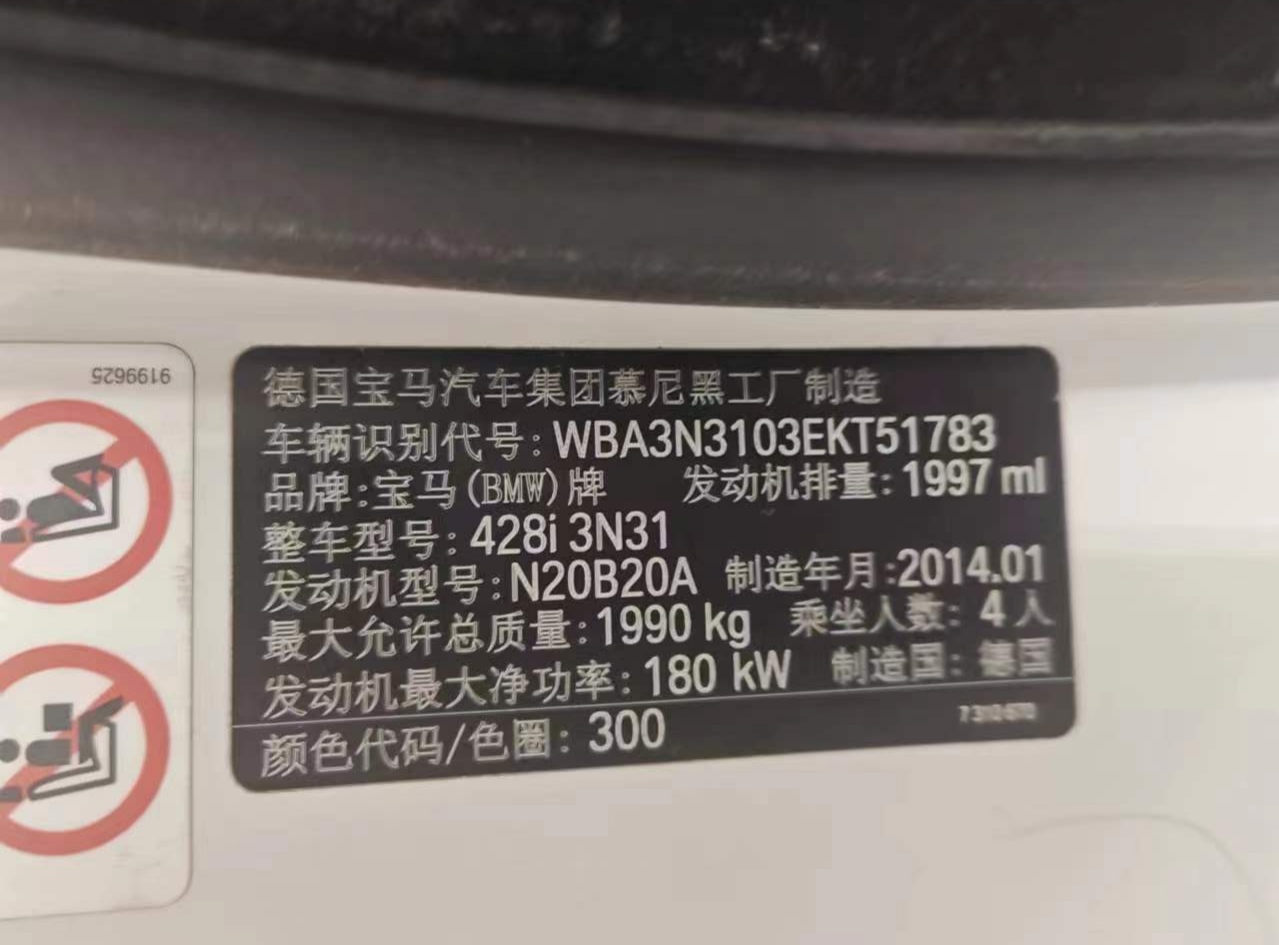 9199625
德国宝马汽车集团慕尼黑工厂制造
车辆识别代号: WBA3N3103EKT51783
品牌:宝马(BMW)牌 发动机排量: 1997 ml
整车型号: 428i 3N31
发动机型号: N20B20A 制造年月:2014.01
最大允许总质量: 1990 kg 乘坐人数: 4 人
发动机最大净功率: 180 kW 制造国: 德国
颜色代码/色圈: 300